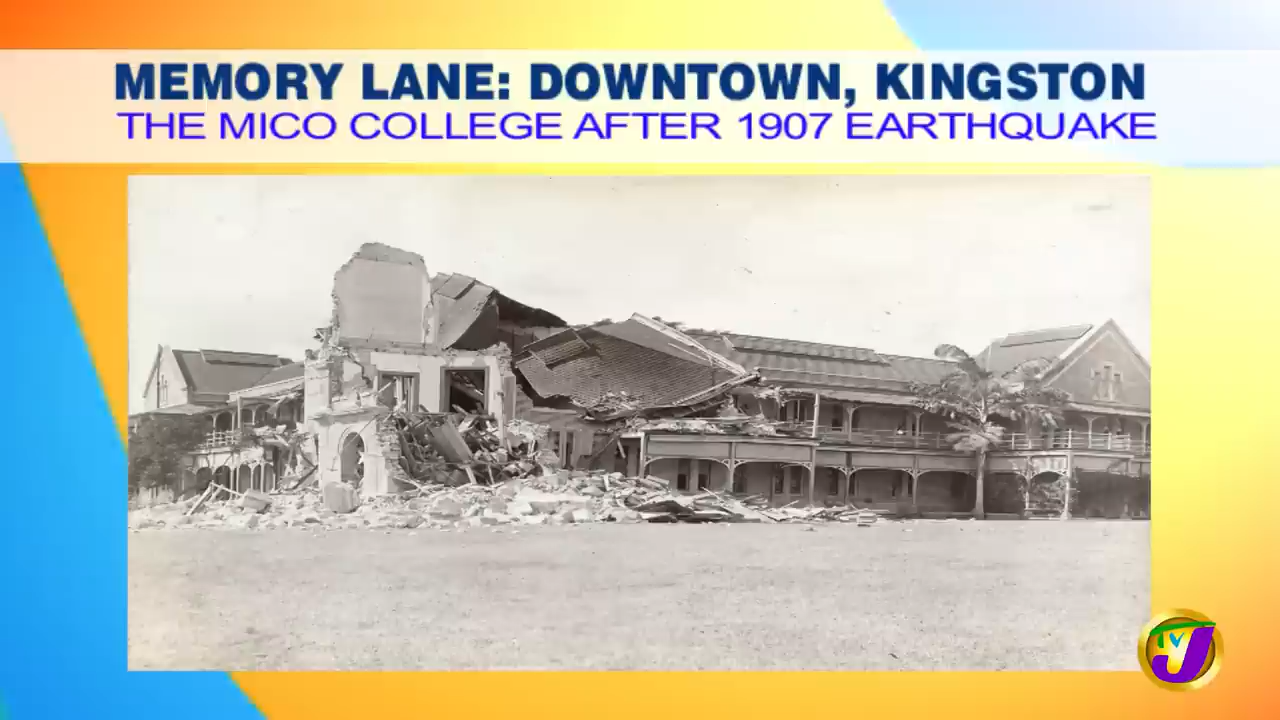 MEMORY LANE: DOWNTOWN, KINGSTON
THE MICO COLLEGE AFTER 1907 EARTHQUAKE
TVJ